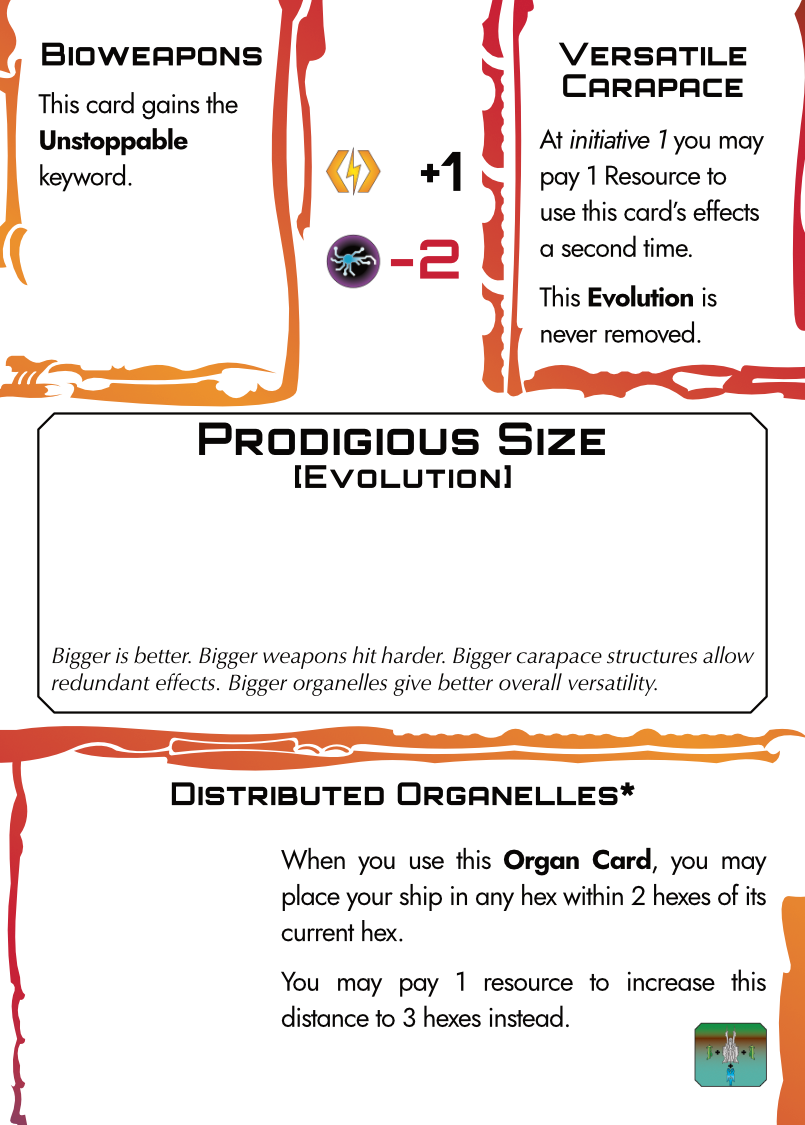 Bioweapons
This card gains the
Unstoppable
keyword.
+1
-2
Versatile
Carapace
At initiative 1 you may
pay 1 Resource to
use this card's effects
a second time.
This Evolution is
never removed.
Prodigious Size
[Evolution]
Bigger is better. Bigger weapons hit harder. Bigger carapace structures allow
redundant effects. Bigger organelles give better overall versatility.
Distributed Organelles*
When you use this Organ Card, you may
place your ship in any hex within 2 hexes of its
current hex.
You may pay 1 resource to increase this
distance to 3 hexes instead.